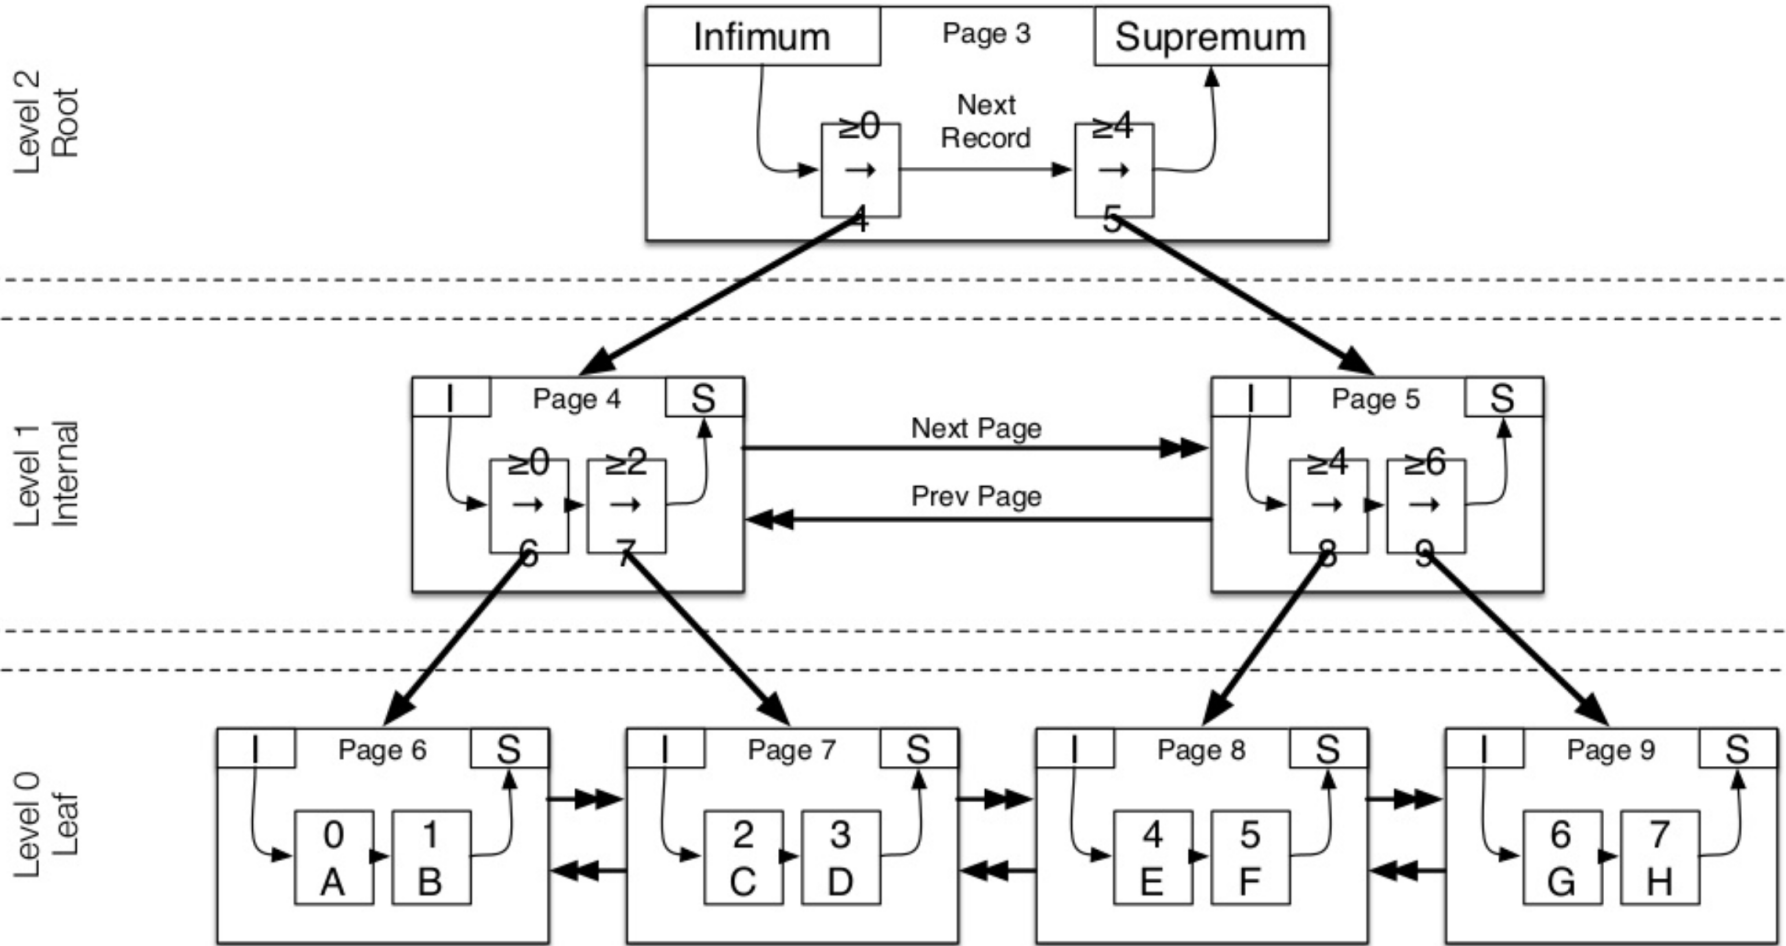 Level 2
Root
Infimum
Page 3
Supremum
Next
Record
≥0
→
4
≥4
→
5
Level 1
Internal
I
Page 4
S
≥0
→
6
≥2
→
7
Next Page
Prev Page
I
Page 5
S
≥4
→
8
≥6
→
9
Level 0
Leaf
I
Page 6
S
0
A
1
B
I
Page 7
S
2
C
3
D
I
Page 8
S
4
E
5
F
I
Page 9
S
6
G
7
H